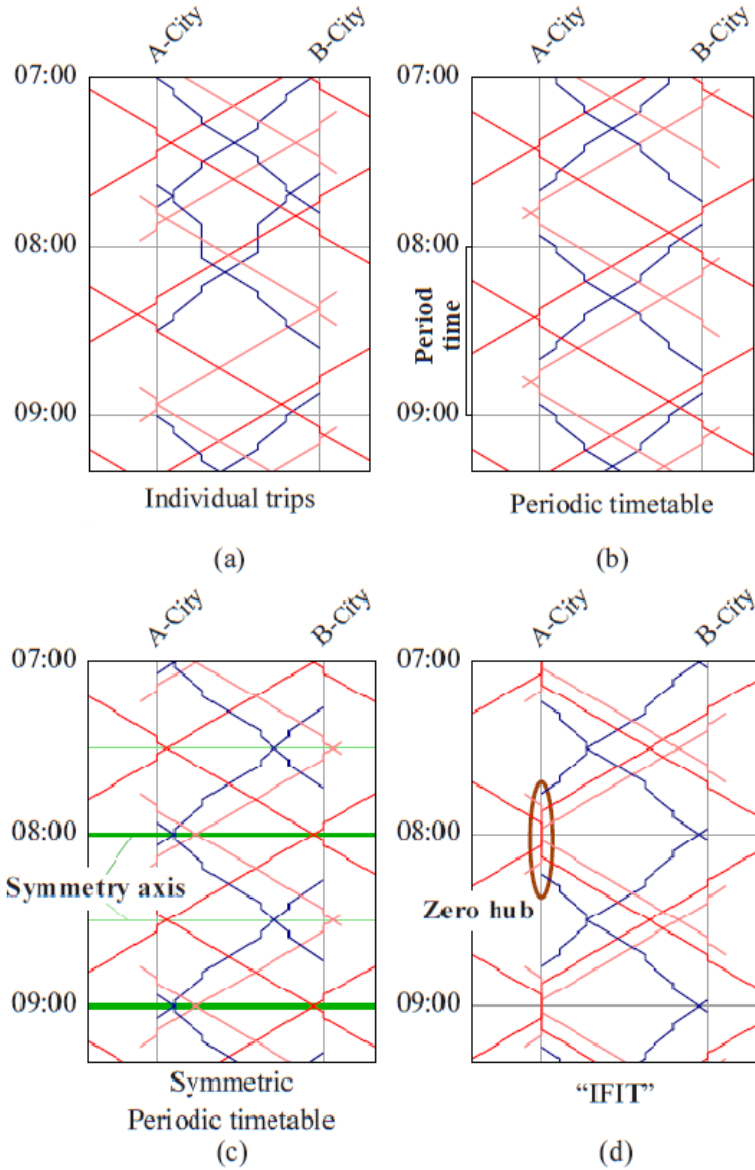 A-City
B-City
07:00
08:00
09:00
Individual trips
(a)
A-City
B-City
07:00
08:00
09:00
Period
time
Periodic timetable
(b)
A-City
B-City
07:00
08:00
09:00
Symmetry axis
Symmetric
Periodic timetable
(c)
A-City
B-City
07:00
08:00
09:00
Zero hub
“IFIT”
(d)